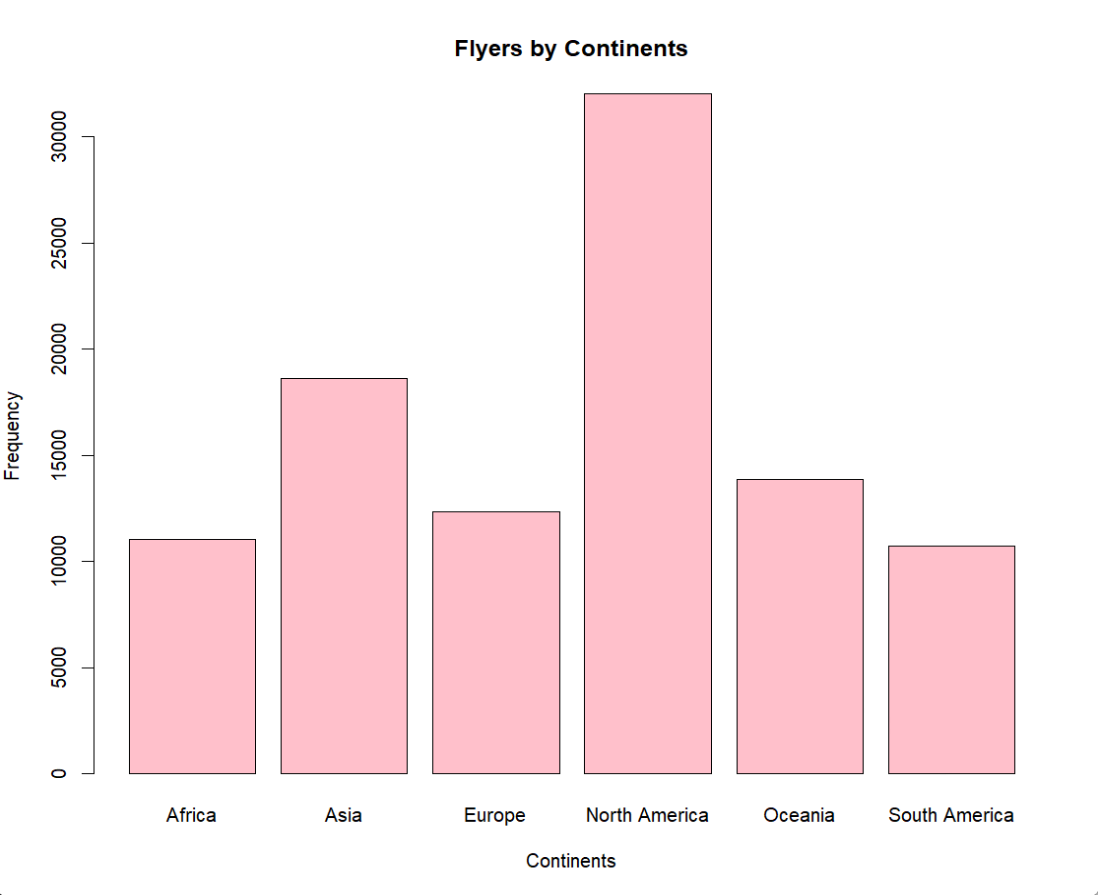 Flyers by Continents
30000
25000
20000
15000
10000
5000
0
Frequency
Africa Asia Europe North America Oceania South America
Continents